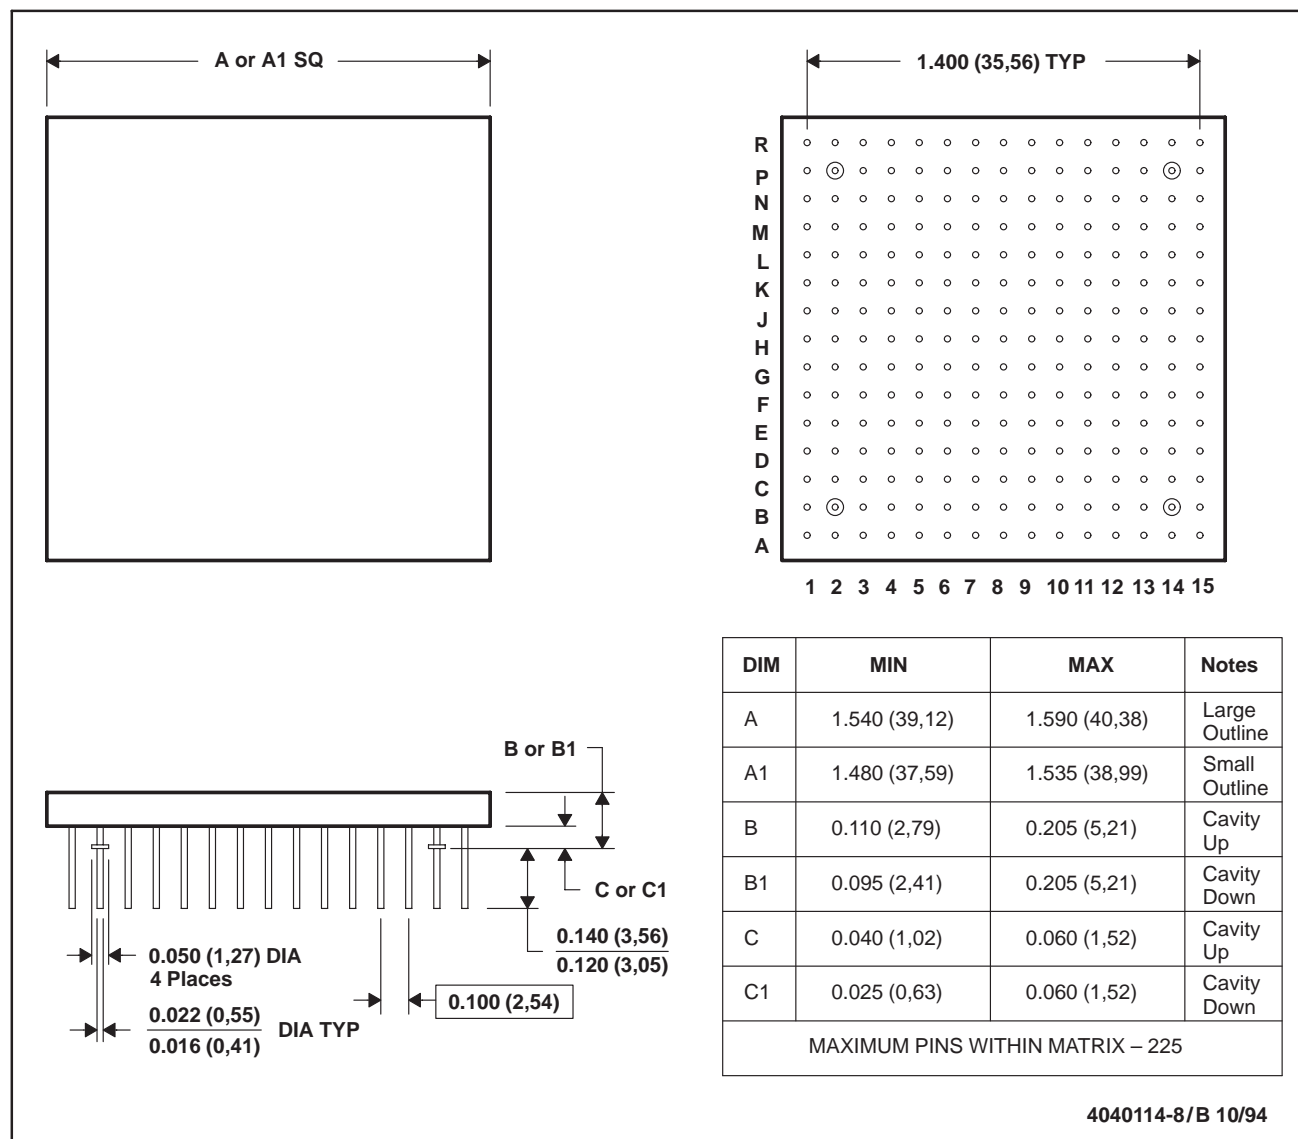 A or A1 SQ
1.400 (35,56) TYP
R
P
N
M
L
K
J
H
G
F
E
D
C
B
A
1 2 3 4 5 6 7 8 9 10 11 12 13 14 15
B or B1
C or C1
0.140 (3,56)
0.120 (3,05)
0.050 (1,27) DIA
4 Places
0.100 (2,54)
0.022 (0,55)
0.016 (0,41)
DIA TYP
DIM MIN MAX Notes
A 1.540 (39,12) 1.590 (40,38) Large
Outline
A1 1.480 (37,59) 1.535 (38,99) Small
Outline
B 0.110 (2,79) 0.205 (5,21) Cavity
Up
B1 0.095 (2,41) 0.205 (5,21) Cavity
Down
C 0.040 (1,02) 0.060 (1,52) Cavity
Up
C1 0.025 (0,63) 0.060 (1,52) Cavity
Down
MAXIMUM PINS WITHIN MATRIX – 225
4040114-8/B 10/94